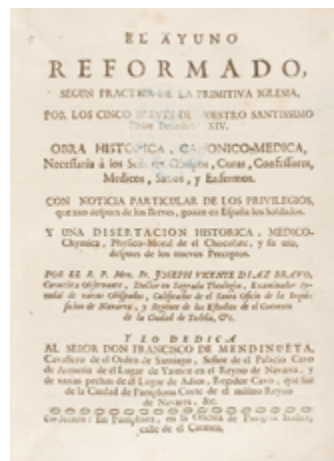 EL AYUNO
REFORMADO,
SEGUN PRACTICA DE LA PRIMITIVA IGLESIA,
POR LOS CINCO BREVES DE NUESTRO SANTISSIMO
Padre Benedicto XIV.
OBRA HISTORICA, CANONICO-MEDICA,
Necessaria à los Señores Obispos, Curas, Confessores,
Medicos, Sanos, y Enfermos.
CON NOTICIA PARTICULAR DE LOS PRIVILEGIOS,
que aun despues de los Breves, gozan en España los Soldados.
Y UNA DISERTACION HISTORICA, MEDICO-
Chymica, Physico-Moral de el Chocolate, y su uso,
despues de los nuevos Preceptos.
POR EL R. P. Mro. Fr. JOSEPH VICENTE DIAZ BRAVO,
Carmelita Observante, Doctor en Sagrada Theologia, Examinador Sy-
nodal de varios Obispados, Calificador de el Santo Oficio de la Inqui-
sicion de Navarra, y Regente de los Estudios de el Convento
de la Ciudad de Tudela, &c.
Y LO DEDICA
AL SEÑOR DON FRANCISCO DE MENDINUETA,
Cavallero de el Orden de Santiago, Señor de el Palacio Cavo
de Armeria de el Lugar de en el Reyno de Navarra, y
de varias pechas de el Lugar de Adios, Regidor Cavo, que fue
de la Ciudad de Pamplona Corte de el mismo Reyno
de Navarra, &c.
En Pamplona, en la Oficina de Pasqual Ibañez,
calle de el Carmen.